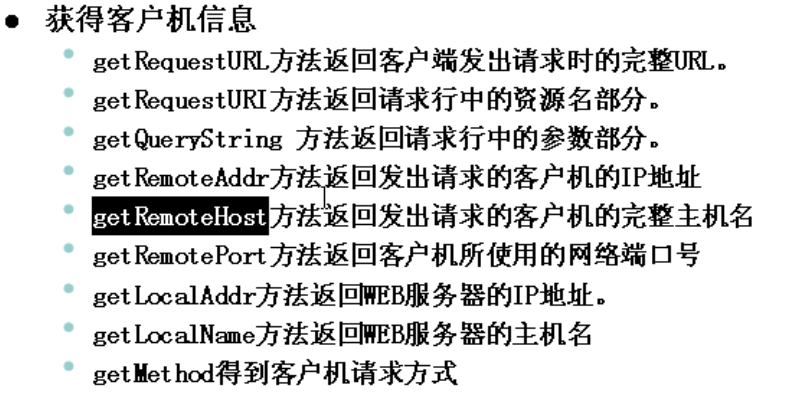 获得客户机信息
getRequestURL方法返回客户端发出请求时的完整URL。
getRequestURI方法返回请求行中的资源名部分。
getQueryString 方法返回请求行中的参数部分。
getRemoteAddr方法返回发出请求的客户机的IP地址
getRemoteHost方法返回发出请求的客户机的完整主机名
getRemotePort方法返回客户机所使用的网络端口号
getLocalAddr方法返回WEB服务器的IP地址。
getLocalName方法返回WEB服务器的主机名
getMethod得到客户机请求方式